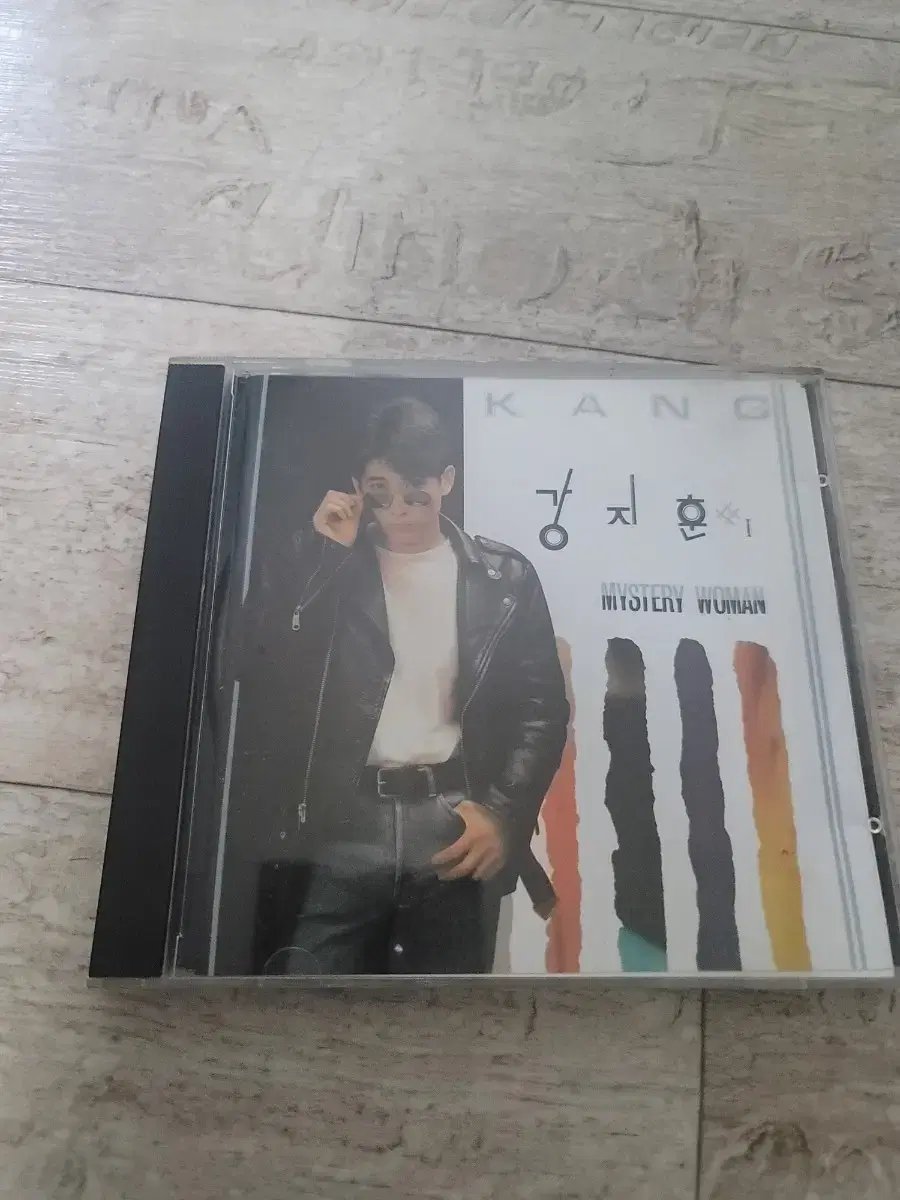 KANG
강지훈 I
MYSTERY WOMAN